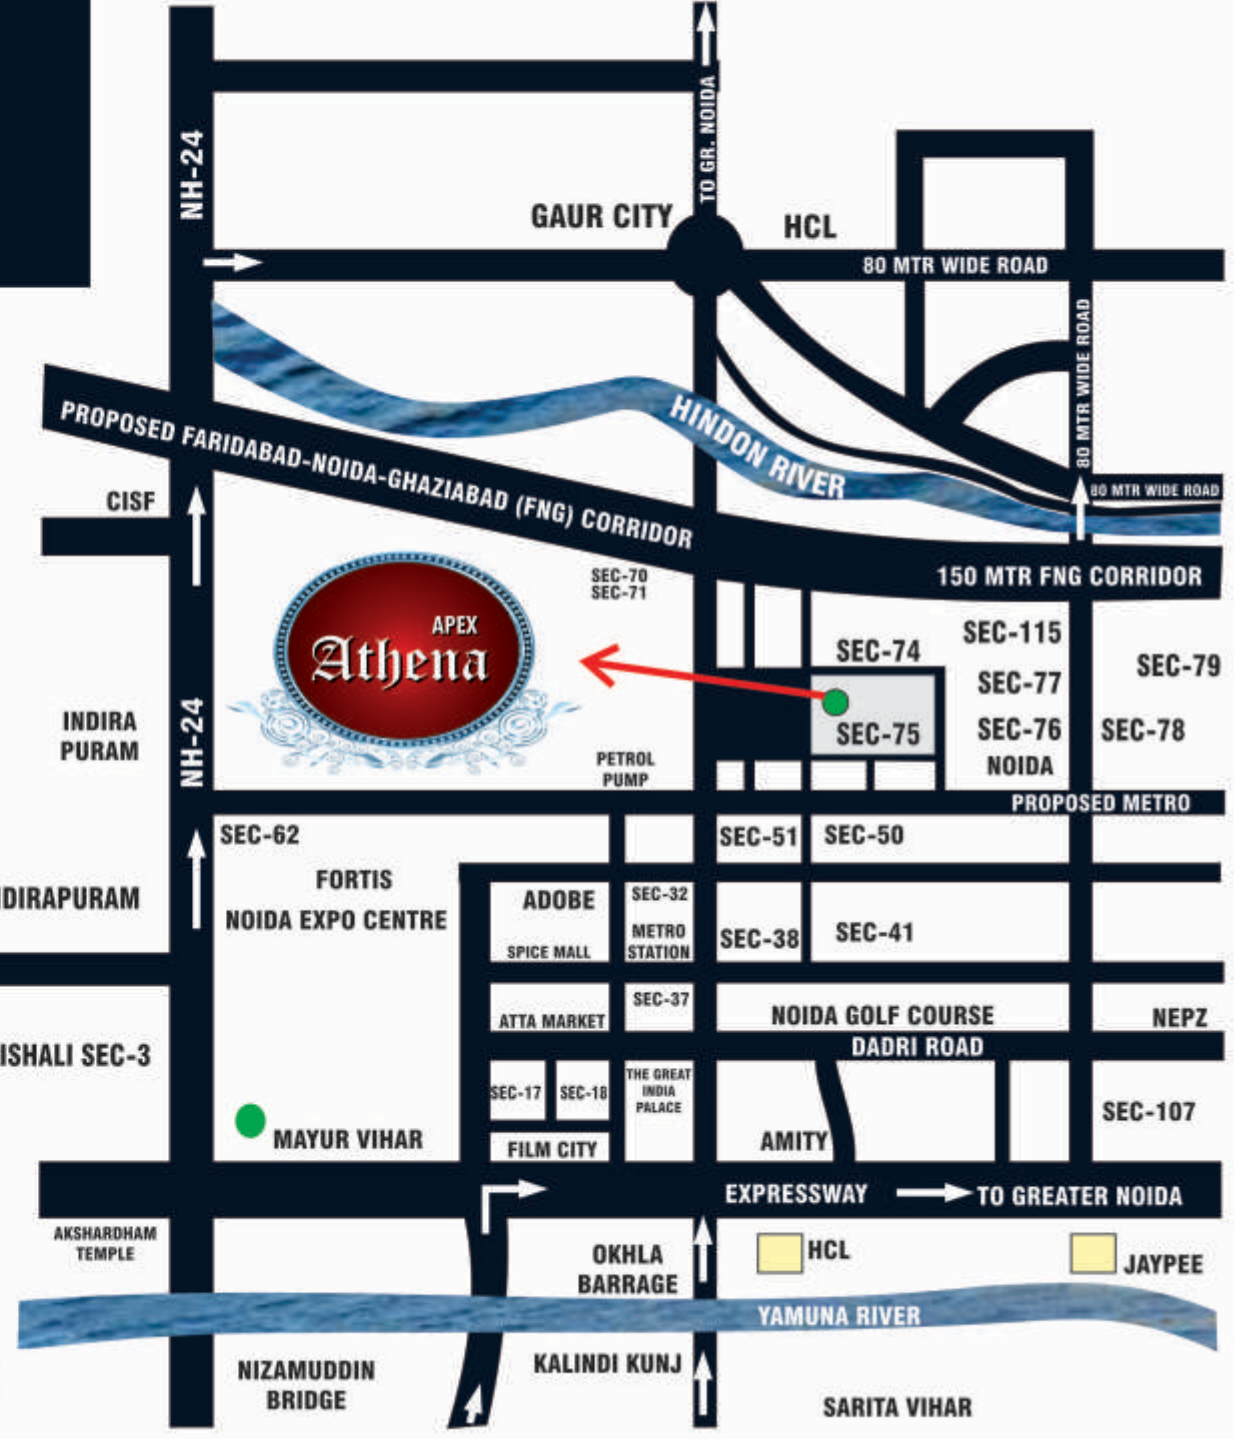 TO GR. NOIDA
NH-24
GAUR CITY
HCL
80 MTR WIDE ROAD
80 MTR WIDE ROAD
HINDON RIVER
PROPOSED FARIDABAD-NOIDA-GHAZIABAD (FNG) CORRIDOR
80 MTR WIDE ROAD
CISF
150 MTR FNG CORRIDOR
SEC-70
SEC-71
APEX
Athena
SEC-74
SEC-115
SEC-79
SEC-77
INDIRA
PURAM
NH-24
SEC-75
SEC-76
SEC-78
NOIDA
PETROL
PUMP
PROPOSED METRO
SEC-62
SEC-51
SEC-50
FORTIS
NOIDA EXPO CENTRE
DIRAPURAM
ADOBE
SPICE MALL
SEC-32
METRO
STATION
SEC-38
SEC-41
SEC-37
ATTA MARKET
NOIDA GOLF COURSE
NEPZ
DADRI ROAD
ISHALI SEC-3
SEC-17
SEC-18
THE GREAT
INDIA
PALACE
SEC-107
MAYUR VIHAR
FILM CITY
AMITY
EXPRESSWAY
TO GREATER NOIDA
AKSHARDHAM
TEMPLE
OKHLA
BARRAGE
HCL
JAYPEE
YAMUNA RIVER
NIZAMUDDIN
BRIDGE
KALINDI KUNJ
SARITA VIHAR